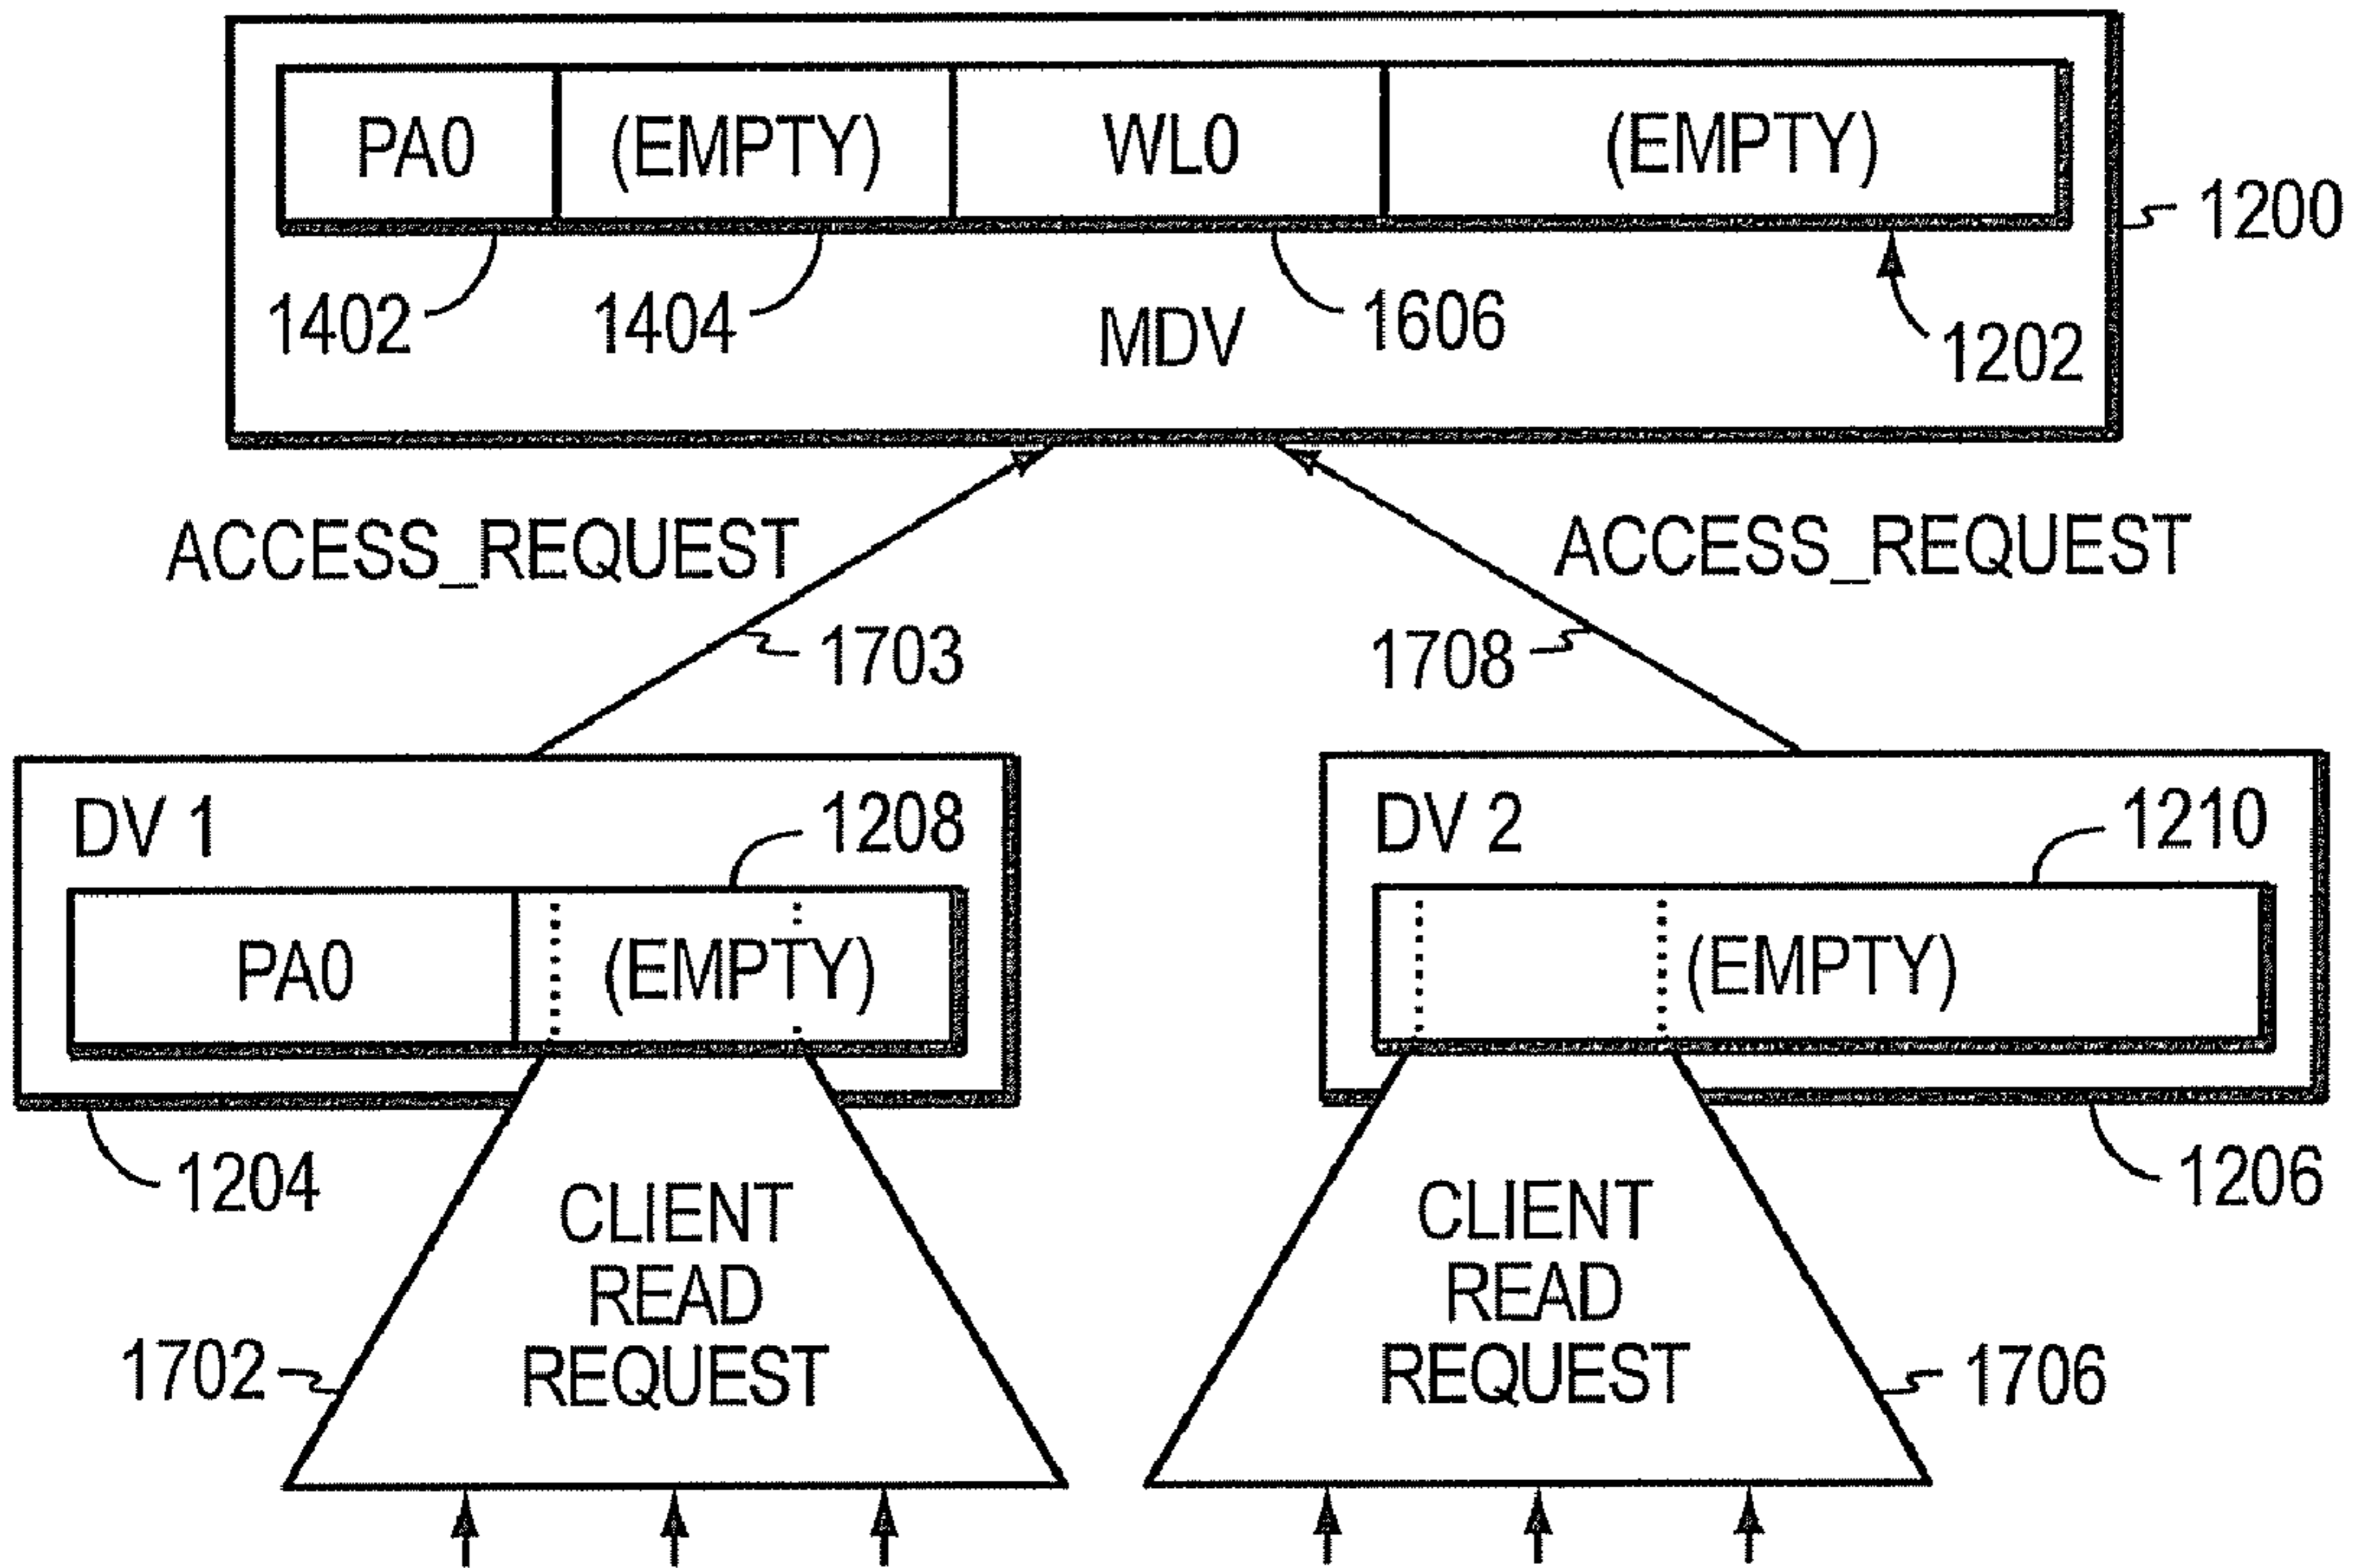 PA0 (EMPTY) WL0 (EMPTY)
1200
1402 1404 MDV 1606 1202
ACCESS_REQUEST ACCESS_REQUEST
1703 1708
DV 1 1208 DV 2 1210
PA0 (EMPTY) (EMPTY)
1204 1206
CLIENT
READ
REQUEST
CLIENT
READ
REQUEST
1702 1706